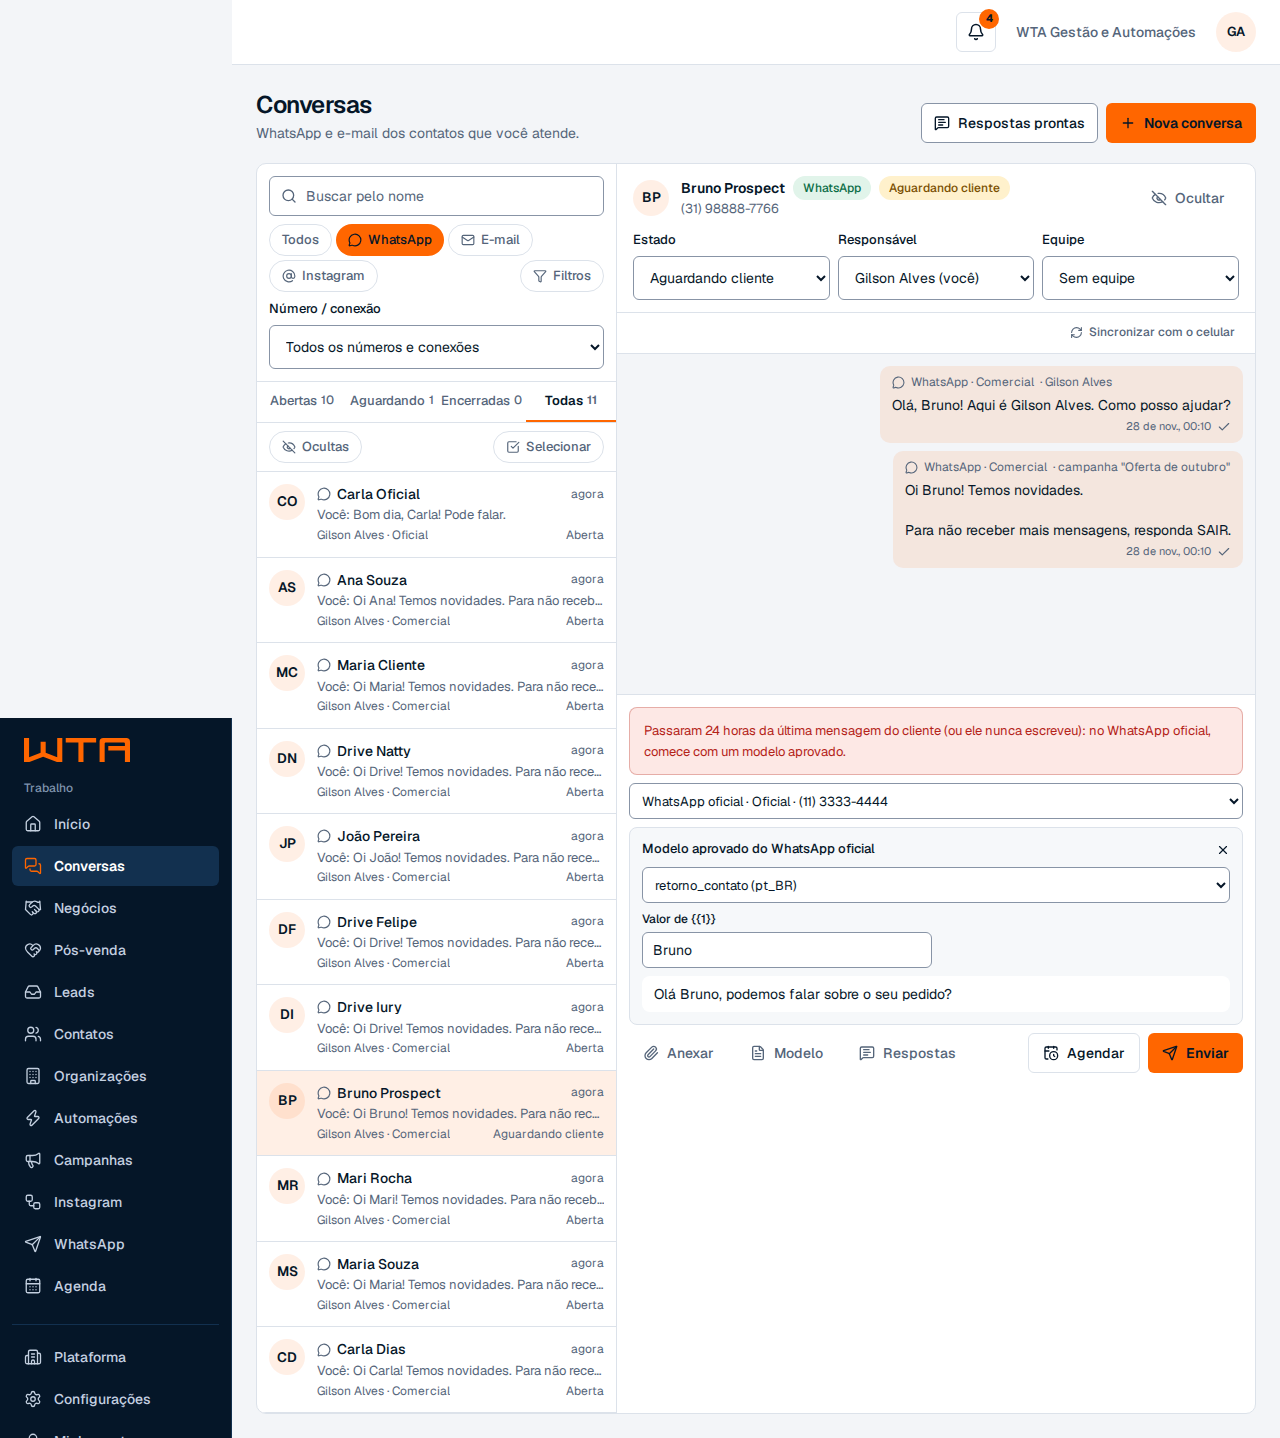 4
WTA Gestão e Automações
GA
Conversas
WhatsApp e e-mail dos contatos que você atende.
Respostas prontas
Nova conversa
Buscar pelo nome
Todos
WhatsApp
E-mail
Instagram
Filtros
Número / conexão
Todos os números e conexões
Abertas 10
Aguardando 1
Encerradas 0
Todas 11
Ocultas
Selecionar
CO
Carla Oficial
agora
Você: Bom dia, Carla! Pode falar.
Gilson Alves · Oficial
Aberta
AS
Ana Souza
agora
Você: Oi Ana! Temos novidades. Para não receb...
Gilson Alves · Comercial
Aberta
MC
Maria Cliente
agora
Você: Oi Maria! Temos novidades. Para não rece...
Gilson Alves · Comercial
Aberta
DN
Drive Natty
agora
Você: Oi Drive! Temos novidades. Para não rece...
Gilson Alves · Comercial
Aberta
JP
João Pereira
agora
Você: Oi João! Temos novidades. Para não rece...
Gilson Alves · Comercial
Aberta
DF
Drive Felipe
agora
Você: Oi Drive! Temos novidades. Para não rece...
Gilson Alves · Comercial
Aberta
DI
Drive Iury
agora
Você: Oi Drive! Temos novidades. Para não rece...
Gilson Alves · Comercial
Aberta
BP
Bruno Prospect
agora
Você: Oi Bruno! Temos novidades. Para não rec...
Gilson Alves · Comercial
Aguardando cliente
MR
Mari Rocha
agora
Você: Oi Mari! Temos novidades. Para não receb...
Gilson Alves · Comercial
Aberta
MS
Maria Souza
agora
Você: Oi Maria! Temos novidades. Para não rece...
Gilson Alves · Comercial
Aberta
CD
Carla Dias
agora
Você: Oi Carla! Temos novidades. Para não rece...
Gilson Alves · Comercial
Aberta
BP
Bruno Prospect
WhatsApp
Aguardando cliente
(31) 98888-7766
Ocultar
Estado
Responsável
Equipe
Aguardando cliente
Gilson Alves (você)
Sem equipe
Sincronizar com o celular
WhatsApp · Comercial · Gilson Alves
Olá, Bruno! Aqui é Gilson Alves. Como posso ajudar?
28 de nov., 00:10
WhatsApp · Comercial · campanha "Oferta de outubro"
Oi Bruno! Temos novidades.
Para não receber mais mensagens, responda SAIR.
28 de nov., 00:10
Passaram 24 horas da última mensagem do cliente (ou ele nunca escreveu): no WhatsApp oficial,
comece com um modelo aprovado.
WhatsApp oficial · Oficial · (11) 3333-4444
Modelo aprovado do WhatsApp oficial
retorno_contato (pt_BR)
Valor de {{1}}
Bruno
Olá Bruno, podemos falar sobre o seu pedido?
Anexar
Modelo
Respostas
Agendar
Enviar
WTA
Trabalho
Início
Conversas
Negócios
Pós-venda
Leads
Contatos
Organizações
Automações
Campanhas
Instagram
WhatsApp
Agenda
Plataforma
Configurações